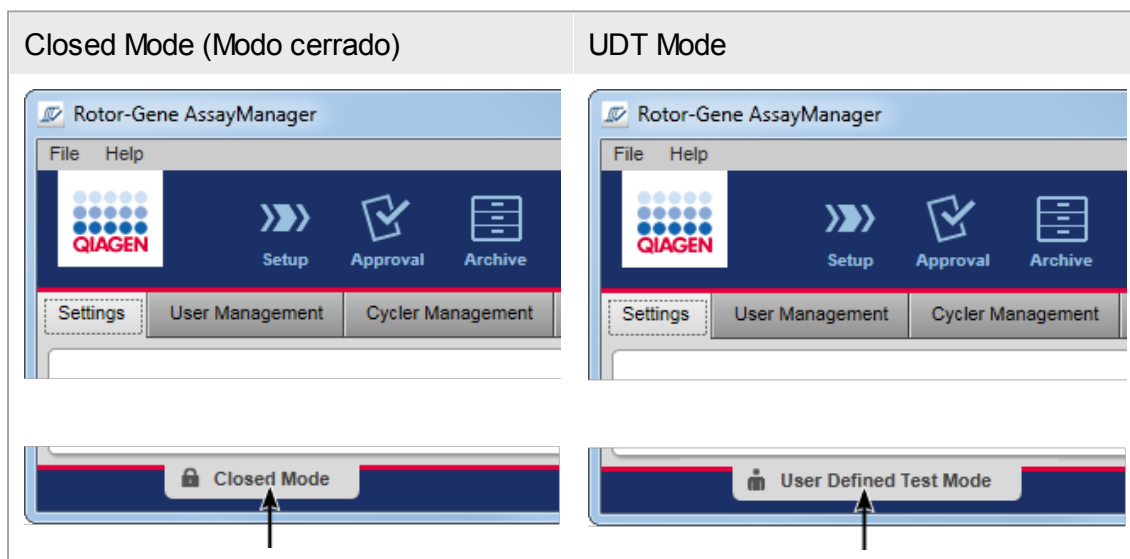 Closed Mode (Modo cerrado)
UDT Mode
Rotor-Gene AssayManager
File Help
QIAGEN
Setup Approval Archive
Settings User Management Cycler Management
Closed Mode
Rotor-Gene AssayManager
File Help
QIAGEN
Setup Approval Archive
Settings User Management Cycler Management
User Defined Test Mode